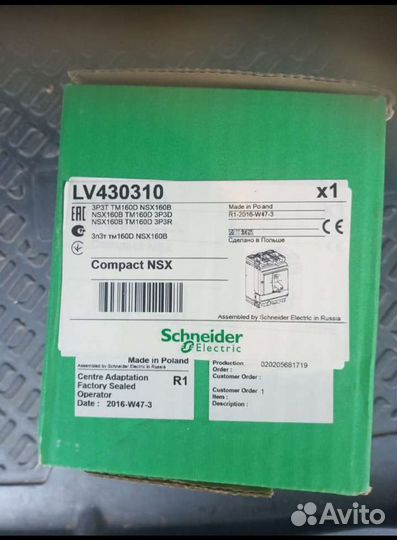 LV430310 x1
3P3T TM160D NSX160B
NSX160B TM160D 3P3D
NSX160B TM160D 3P3R
3п3т тм160D NSX160B
Made in Poland
R1-2016-W47-3
Сделано в Польше
EAC
CE
Compact NSX
Assembled by Schneider Electric in Russia
Schneider
Electric
Made in Poland
Assembled by Schneider Electric in Russia
Centre Adaptation R1
Factory Sealed
Operator
Date : 2016-W47-3
Production 020205681719
Order :
Customer Order :
Customer Order 1
Item :
Description :
Avito